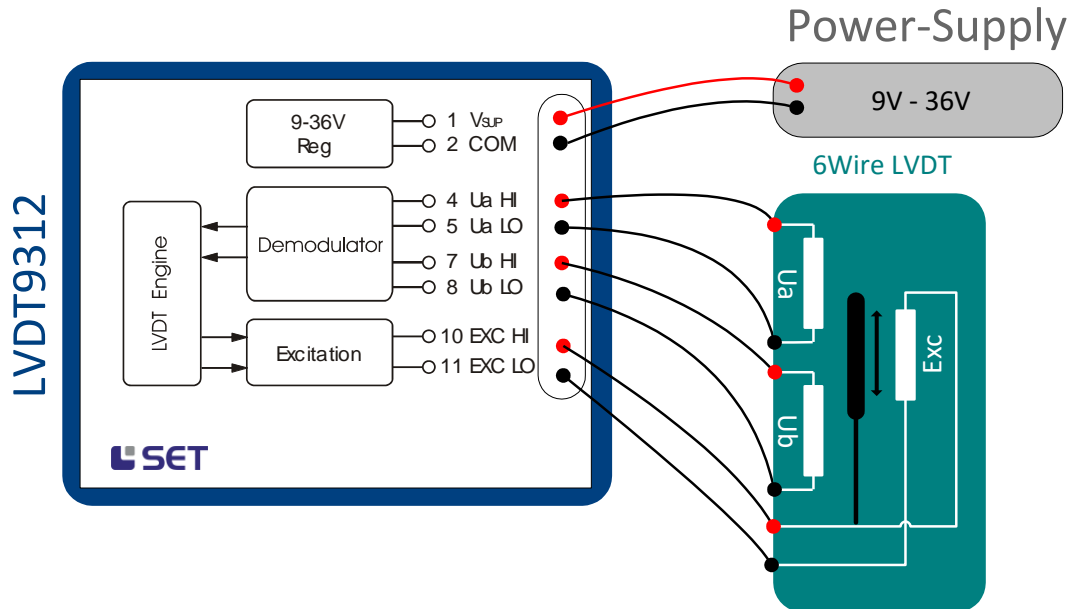 Power-Supply
9V - 36V
6Wire LVDT
LVDT9312
9-36V
Reg
1 VSUP
2 COM
LVDT Engine
Demodulator
4 Ua HI
5 Ua LO
7 Ub HI
8 Ub LO
Excitation
10 EXC HI
11 EXC LO
SET
Ua
Ub
Exc